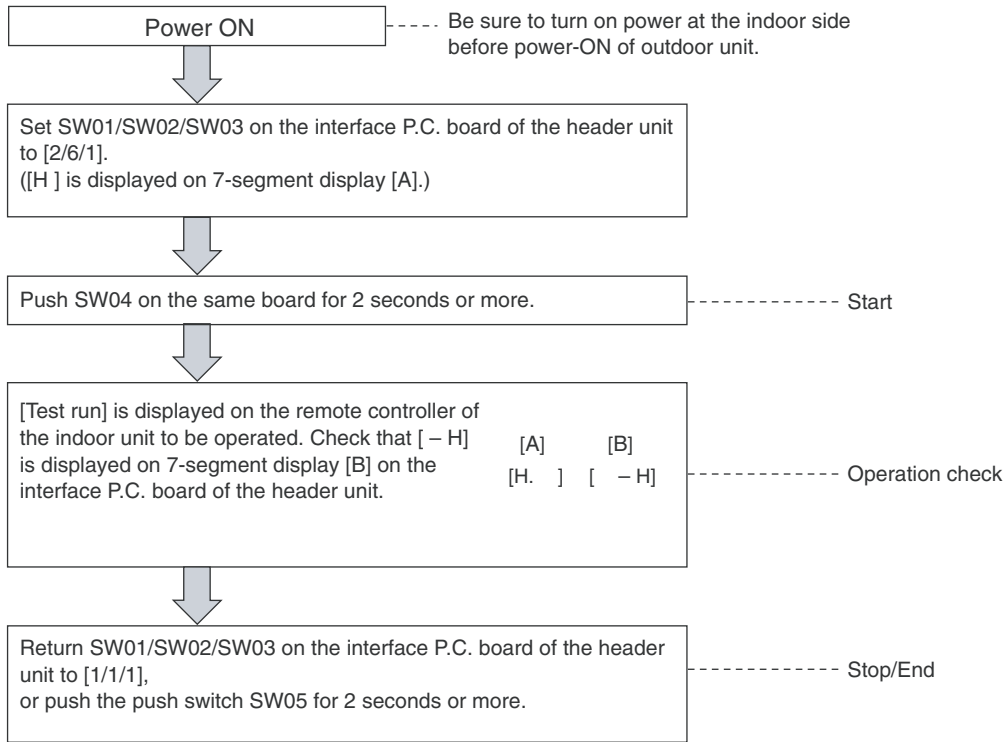 Power ON
Be sure to turn on power at the indoor side
before power-ON of outdoor unit.
Set SW01/SW02/SW03 on the interface P.C. board of the header unit
to [2/6/1].
([H ] is displayed on 7-segment display [A].)
Push SW04 on the same board for 2 seconds or more.
Start
[Test run] is displayed on the remote controller of
the indoor unit to be operated. Check that [ – H]
is displayed on 7-segment display [B] on the
interface P.C. board of the header unit.
[A] [B]
[H. ] [ – H]
Operation check
Return SW01/SW02/SW03 on the interface P.C. board of the header
unit to [1/1/1],
or push the push switch SW05 for 2 seconds or more.
Stop/End